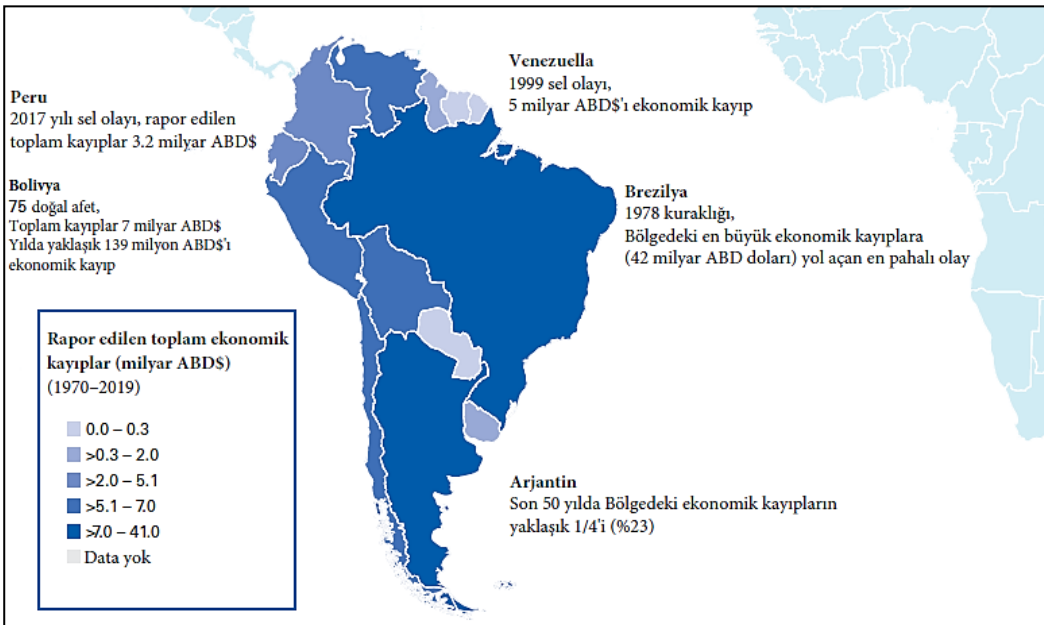 Venezuella
1999 sel olayı,
5 milyar ABD$'ı ekonomik kayıp
Peru
2017 yılı sel olayı, rapor edilen
toplam kayıplar 3.2 milyar ABD$
Bolivya
75 doğal afet,
Toplam kayıplar 7 milyar ABD$
Yılda yaklaşık 139 milyon ABD$'ı
ekonomik kayıp
Brezilya
1978 kuraklığı,
Bölgedeki en büyük ekonomik kayıplara
(42 milyar ABD doları) yol açan en pahalı olay
Rapor edilen toplam ekonomik
kayıplar (milyar ABD$)
(1970–2019)
0.0 – 0.3
>0.3 – 2.0
>2.0 – 5.1
>5.1 – 7.0
>7.0 – 41.0
Data yok
Arjantin
Son 50 yılda Bölgedeki ekonomik kayıpların
yaklaşık 1/4'i (%23)